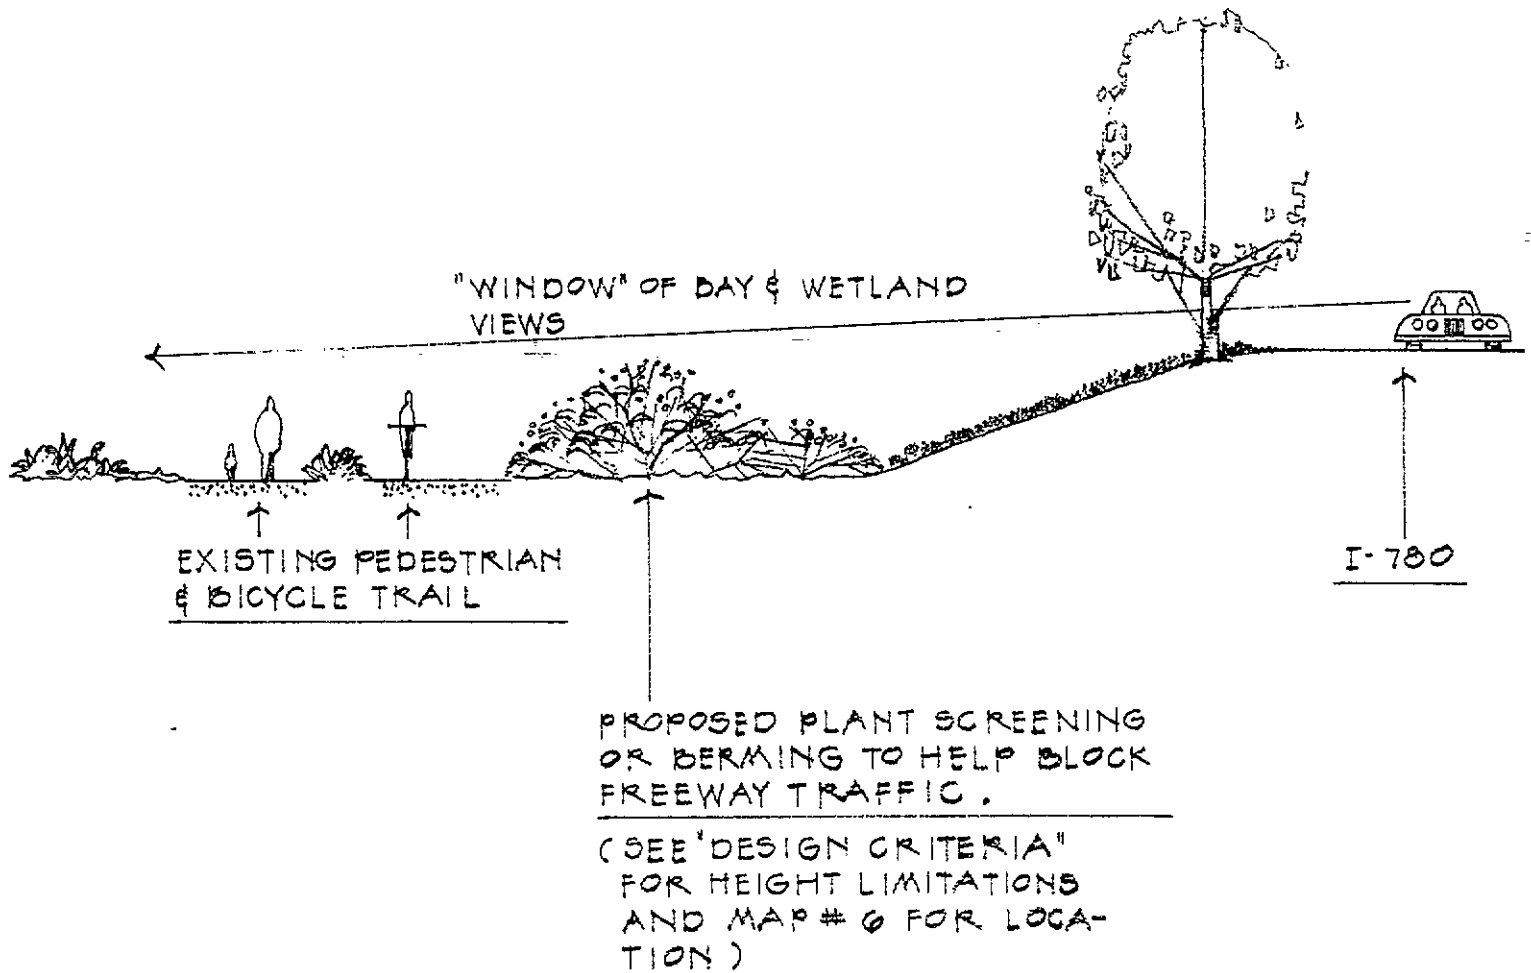 "WINDOW" OF BAY & WETLAND
VIEWS
EXISTING PEDESTRIAN
& BICYCLE TRAIL
I-780
PROPOSED PLANT SCREENING
OR BERMING TO HELP BLOCK
FREEWAY TRAFFIC.
(SEE "DESIGN CRITERIA"
FOR HEIGHT LIMITATIONS
AND MAP # 6 FOR LOCA-
TION)